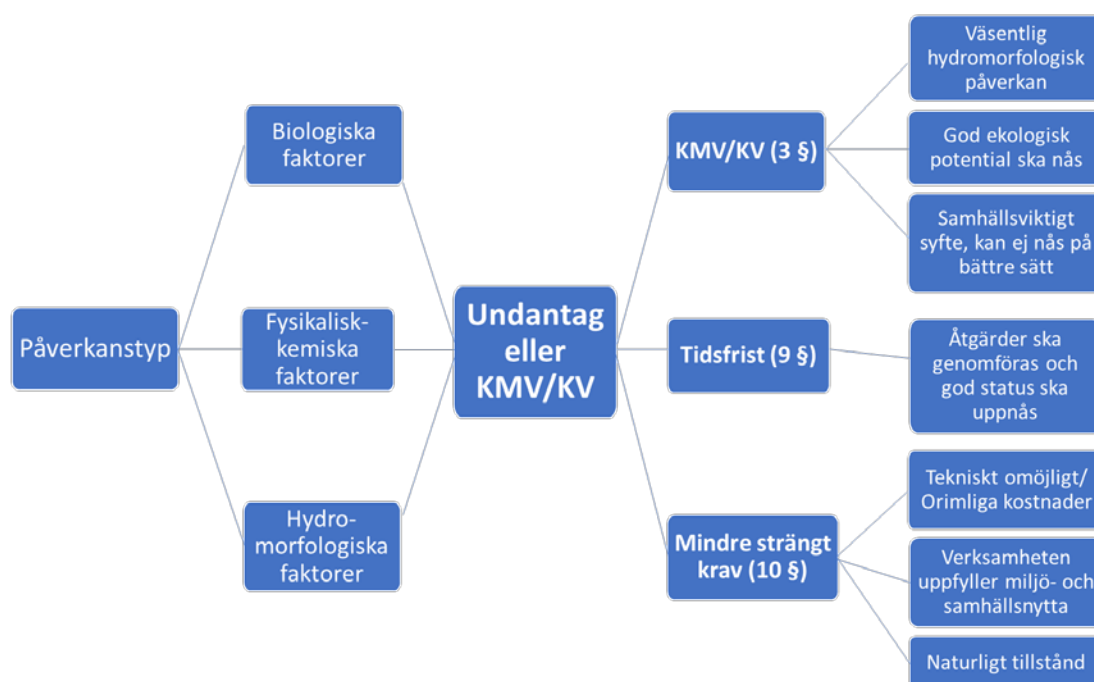 Påverkanstyp
Biologiska
faktorer
Fysikalisk-
kemiska
faktorer
Hydro-
morfologiska
faktorer
Undantag
eller
KMV/KV
KMV/KV (3 §)
Väsentlig
hydromorfologisk
påverkan
God ekologisk
potential ska nås
Samhällsviktigt
syfte, kan ej nås på
bättre sätt
Tidsfrist (9 §)
Åtgärder ska
genomföras och
god status ska
uppnås
Mindre strängt
krav (10 §)
Tekniskt omöjligt/
Orimliga kostnader
Verksamheten
uppfyller miljö- och
samhällsnytta
Naturligt tillstånd